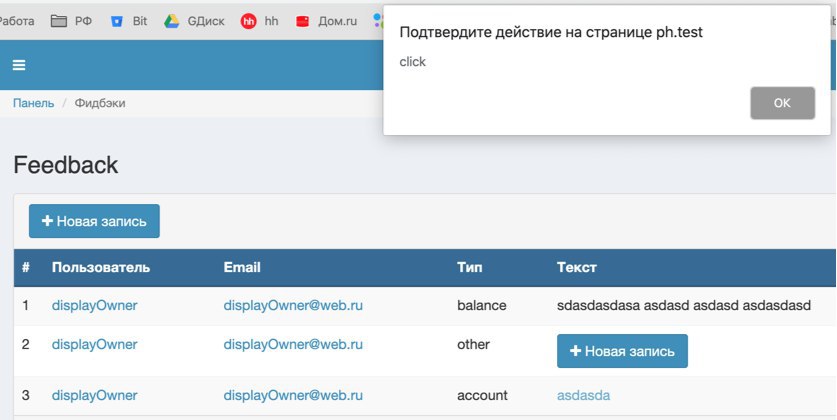 Работа РФ Bit GДиск hh hh Дом.ru
Подтвердите действие на странице ph.test
click
ОК
Панель / Фидбэки
Feedback
+ Новая запись
# Пользователь Email Тип Текст
1 displayOwner displayOwner@web.ru balance sdasdasdasa asdasd asdasd asdasdasd
2 displayOwner displayOwner@web.ru other + Новая запись
3 displayOwner displayOwner@web.ru account asdasda